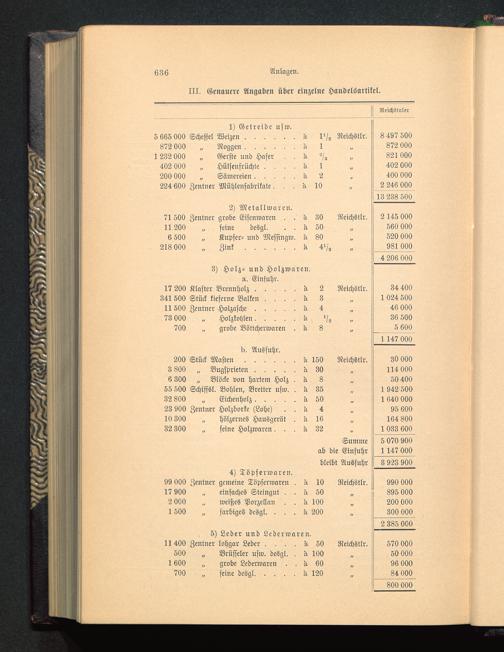 636 Anlagen.
III. Genauere Angaben über einzelne Handelsartikel.
Reichstaler
1) Getreide usw.
5 665 000 Scheffel Weizen . . . . . . à 1 1/2 Reichstlr. 8 497 500
872 000 „ Roggen . . . . . . à 1 „ 872 000
1 232 000 „ Gerste und Hafer . . à 2/3 „ 821 000
402 000 „ Hülsenfrüchte . . . . à 1 „ 402 000
200 000 „ Sämereien . . . . . à 2 „ 400 000
224 600 Zentner Mühlenfabrikate . . . à 10 „ 2 246 000
13 238 500
2) Metallwaren.
71 500 Zentner grobe Eisenwaren . . à 30 Reichstlr. 2 145 000
11 200 „ feine desgl. . . à 50 „ 560 000
6 500 „ Kupfer- und Messingw. à 80 „ 520 000
218 000 „ Zink . . . . . . à 4 1/2 „ 981 000
4 206 000
3) Holz- und Holzwaren.
a. Einfuhr.
17 200 Klafter Brennholz . . . . . à 2 Reichstlr. 34 400
341 500 Stück kieferne Balken . . . . à 3 „ 1 024 500
11 500 Zentner Holzasche . . . . . à 4 „ 46 000
73 000 „ Holzkohlen . . . . . à 1/2 „ 36 500
700 „ grobe Böttcherwaren . à 8 „ 5 600
1 147 000
b. Ausfuhr.
200 Stück Masten . . . . . . . à 150 Reichstlr. 30 000
3 800 „ Bugsprieten . . . . . à 30 „ 114 000
6 300 „ Blöcke von hartem Holz . à 8 „ 50 400
55 500 Schiffsl. Bohlen, Bretter usw. à 35 „ 1 942 500
32 800 „ Eichenholz . . . . . à 50 „ 1 640 000
23 900 Zentner Holzborke (Lohe) . . à 4 „ 95 600
10 300 „ hölzernes Hausgerät . à 16 „ 164 800
32 300 „ feine Holzwaren . . . à 32 „ 1 033 600
Summe 5 070 900
ab die Einfuhr 1 147 000
bleibt Ausfuhr 3 923 900
4) Töpferwaren.
99 000 Zentner gemeine Töpferwaren . à 10 Reichstlr. 990 000
17 900 „ einfaches Steingut . . à 50 „ 895 000
2 000 „ weißes Porzellan . . à 100 „ 200 000
1 500 „ farbiges desgl. . . . à 200 „ 300 000
2 385 000
5) Leder und Lederwaren.
11 400 Zentner lohgar Leder . . . . à 50 Reichstlr. 570 000
500 „ Brüsseler usw. desgl. . à 100 „ 50 000
1 600 „ grobe Lederwaren . . à 60 „ 96 000
700 „ feine desgl. . . . . à 120 „ 84 000
800 000